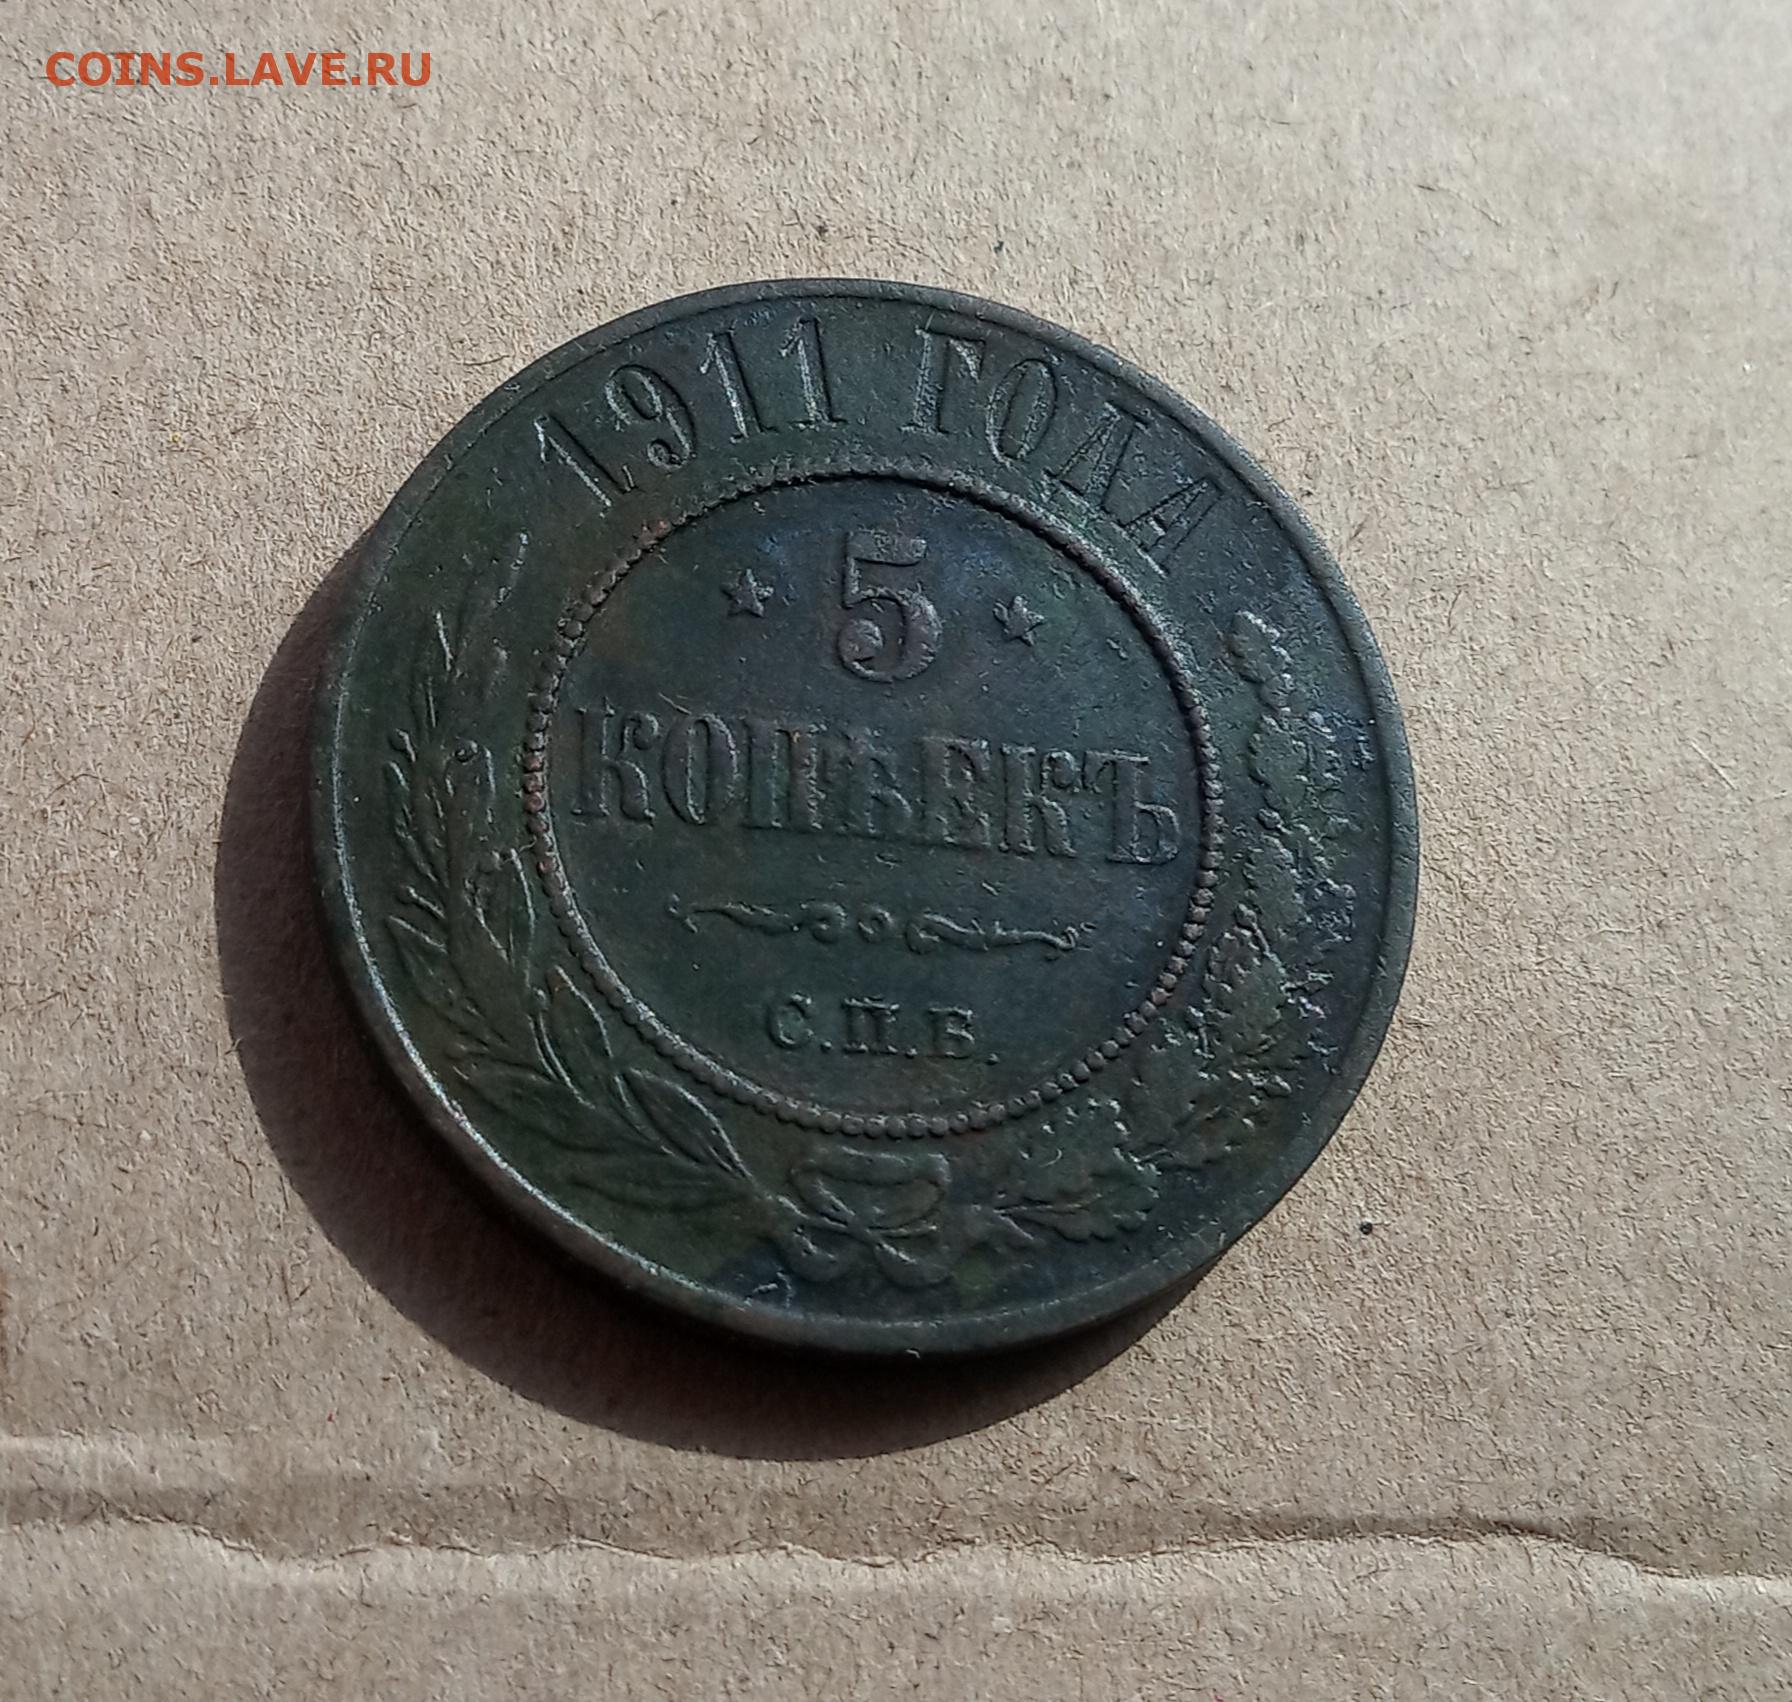 COINS.LAVE.RU
1911 ГОДА
5
КОПѢЕКЪ
С.П.Б.